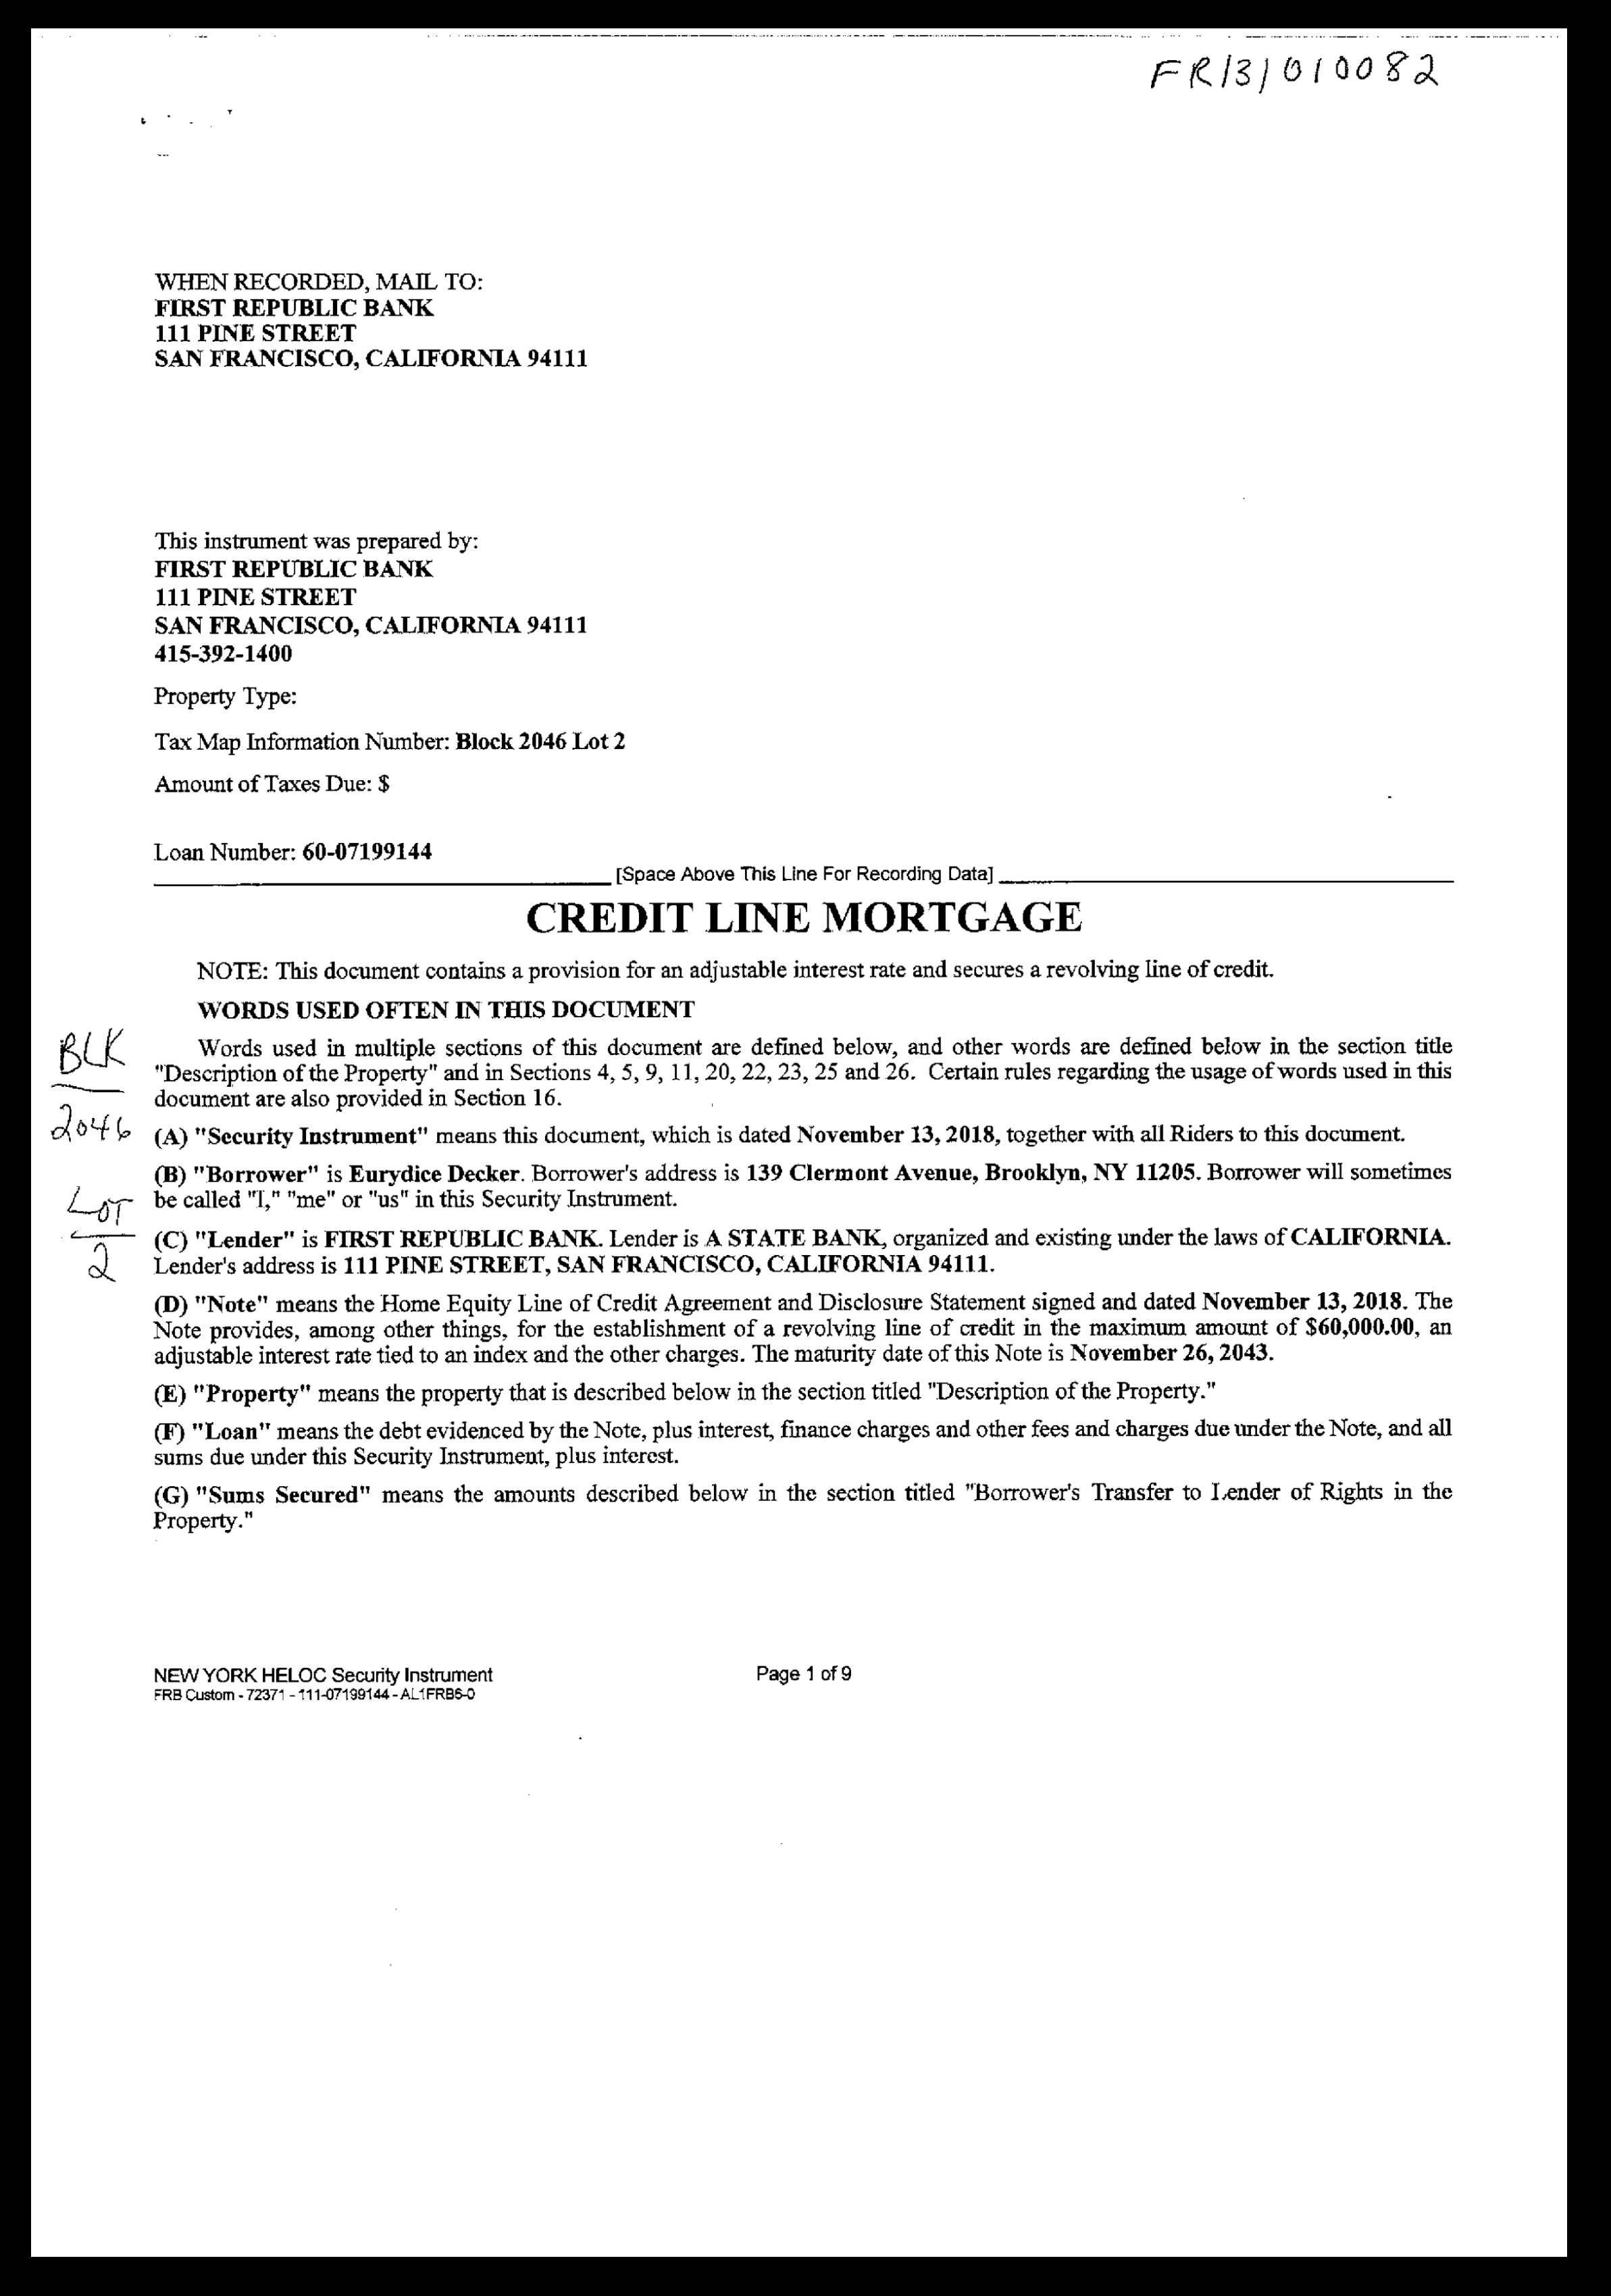 FR131010082
WHEN RECORDED, MAIL TO:
FIRST REPUBLIC BANK
111 PINE STREET
SAN FRANCISCO, CALIFORNIA 94111
This instrument was prepared by:
FIRST REPUBLIC BANK
111 PINE STREET
SAN FRANCISCO, CALIFORNIA 94111
415-392-1400
Property Type:
Tax Map Information Number: Block 2046 Lot 2
Amount of Taxes Due: $
Loan Number: 60-07199144
[Space Above This Line For Recording Data]
CREDIT LINE MORTGAGE
NOTE: This document contains a provision for an adjustable interest rate and secures a revolving line of credit.
WORDS USED OFTEN IN THIS DOCUMENT
BLK
2046
LOT
2
Words used in multiple sections of this document are defined below, and other words are defined below in the section title
"Description of the Property" and in Sections 4, 5, 9, 11, 20, 22, 23, 25 and 26. Certain rules regarding the usage of words used in this
document are also provided in Section 16.
(A) "Security Instrument" means this document, which is dated November 13, 2018, together with all Riders to this document.
(B) "Borrower" is Eurydice Decker. Borrower's address is 139 Clermont Avenue, Brooklyn, NY 11205. Borrower will sometimes
be called "I," "me" or "us" in this Security Instrument.
(C) "Lender" is FIRST REPUBLIC BANK. Lender is A STATE BANK, organized and existing under the laws of CALIFORNIA.
Lender's address is 111 PINE STREET, SAN FRANCISCO, CALIFORNIA 94111.
(D) "Note" means the Home Equity Line of Credit Agreement and Disclosure Statement signed and dated November 13, 2018. The
Note provides, among other things, for the establishment of a revolving line of credit in the maximum amount of $60,000.00, an
adjustable interest rate tied to an index and the other charges. The maturity date of this Note is November 26, 2043.
(E) "Property" means the property that is described below in the section titled "Description of the Property."
(F) "Loan" means the debt evidenced by the Note, plus interest, finance charges and other fees and charges due under the Note, and all
sums due under this Security Instrument, plus interest.
(G) "Sums Secured" means the amounts described below in the section titled "Borrower's Transfer to Lender of Rights in the
Property."
NEW YORK HELOC Security Instrument
Page 1 of 9
FRB Custom - 72371 - 111-07199144 - AL1FRB6-0